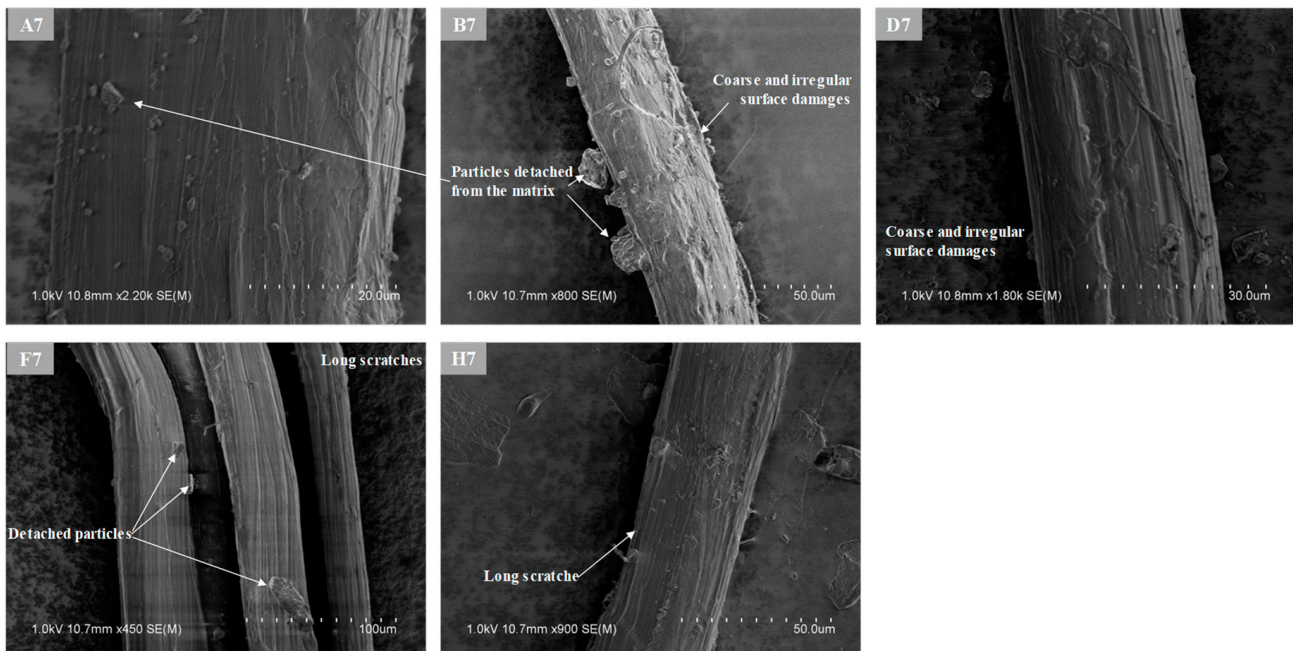 A7
1.0kV 10.8mm x2.20k SE(M)
20.0um
B7
Coarse and irregular
surface damages
Particles detached
from the matrix
1.0kV 10.7mm x800 SE(M)
50.0um
D7
Coarse and irregular
surface damages
1.0kV 10.8mm x1.80k SE(M)
30.0um
F7
Long scratches
Detached particles
1.0kV 10.7mm x450 SE(M)
100um
H7
Long scratche
1.0kV 10.7mm x900 SE(M)
50.0um